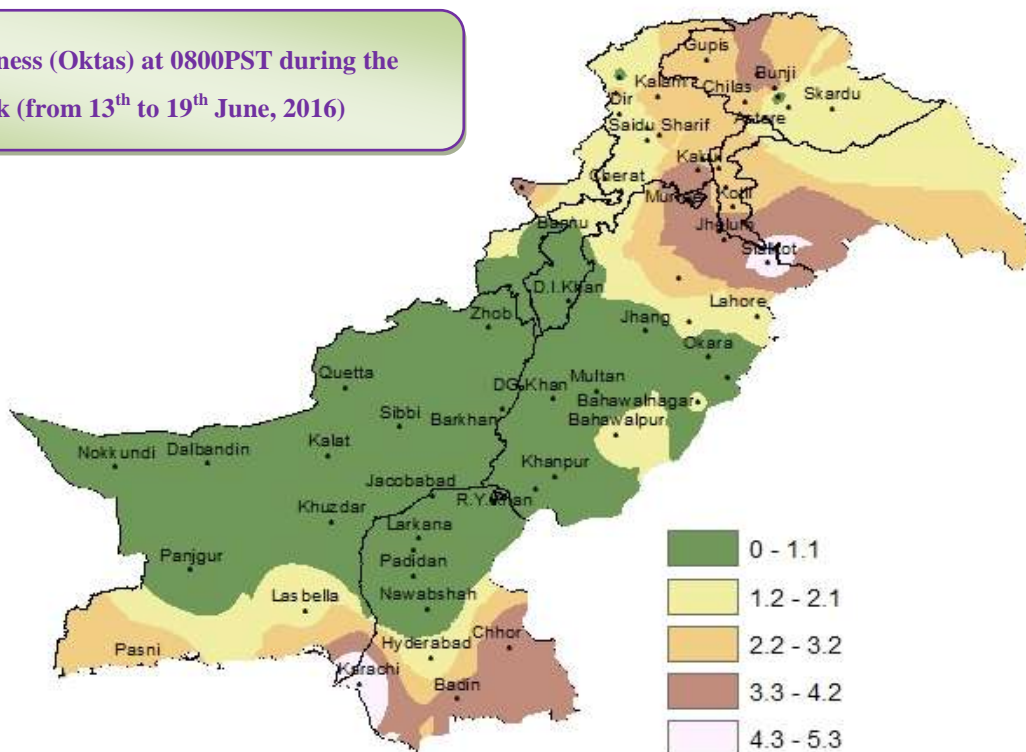 ness (Oktas) at 0800PST during the
k (from 13th to 19th June, 2016)
Gupis
Bunji
Kalam
Chilas
Skardu
Dir
Astore
Saidu Sharif
Kakul
Cherat
Kotli
Murree
Jhelum
Bannu
Sialkot
D.I.Khan
Lahore
Zhob
Jhang
Okara
Quetta
DG.Khan
Multan
Bahawalnagar
Sibbi
Barkhan
Bahawalpur
Kalat
Nokkundi
Dalbandin
Khanpur
Jacobabad
R.Y.Khan
Khuzdar
Larkana
Panjgur
Padidan
Lasbella
Nawabshah
Chhor
Hyderabad
Pasni
Karachi
Badin
0 - 1.1
1.2 - 2.1
2.2 - 3.2
3.3 - 4.2
4.3 - 5.3